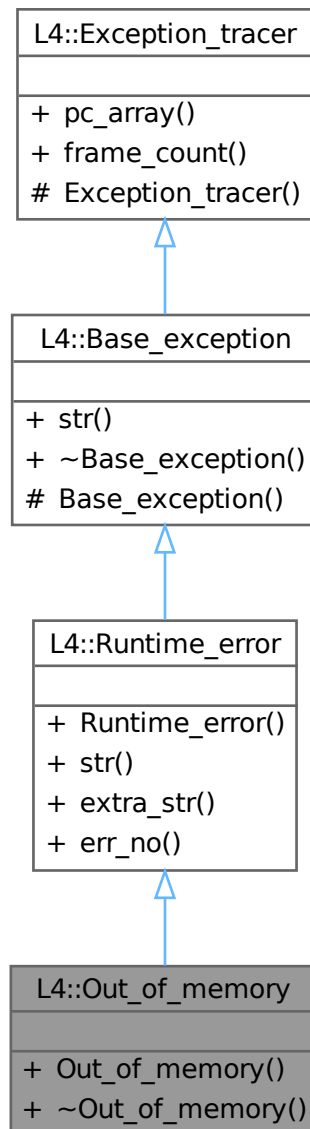 L4::Exception_tracer
+ pc_array()
+ frame_count()
# Exception_tracer()
L4::Base_exception
+ str()
+ ~Base_exception()
# Base_exception()
L4::Runtime_error
+ Runtime_error()
+ str()
+ extra_str()
+ err_no()
L4::Out_of_memory
+ Out_of_memory()
+ ~Out_of_memory()